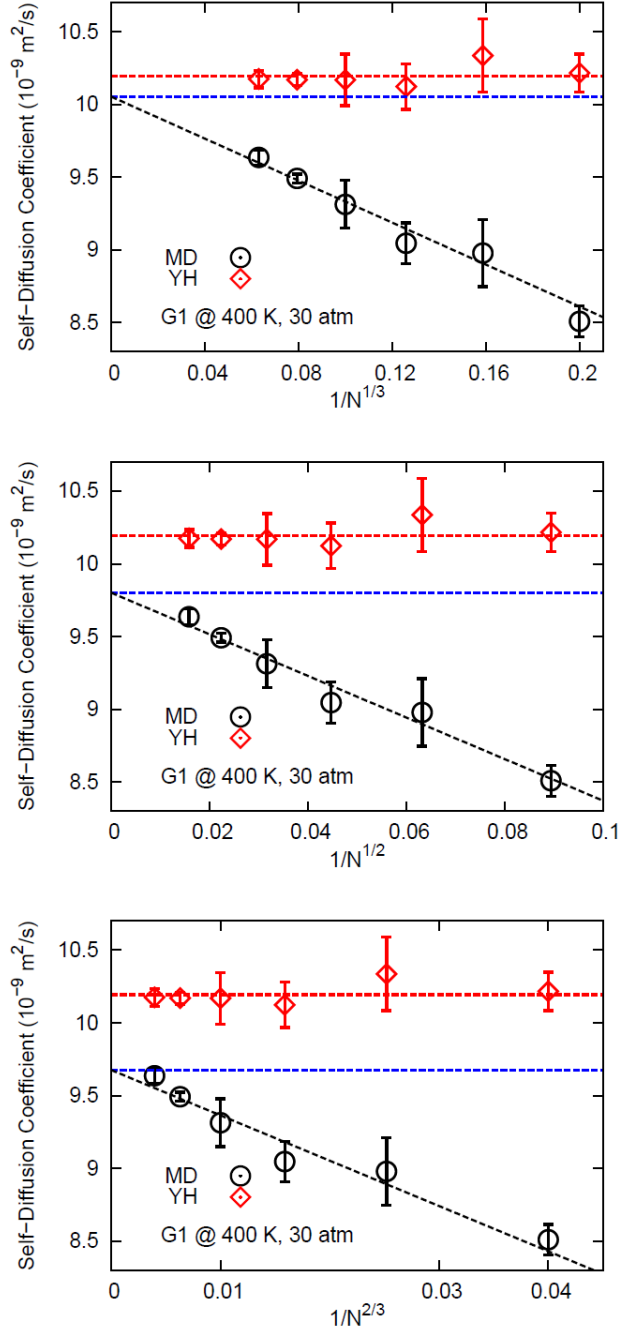 10.5
10
9.5
9
8.5
Self-Diffusion Coefficient (10⁻⁹ m²/s)
MD
YH
G1 @ 400 K, 30 atm
0 0.04 0.08 0.12 0.16 0.2
1/N^1/3
10.5
10
9.5
9
8.5
Self-Diffusion Coefficient (10⁻⁹ m²/s)
MD
YH
G1 @ 400 K, 30 atm
0 0.02 0.04 0.06 0.08 0.1
1/N^1/2
10.5
10
9.5
9
8.5
Self-Diffusion Coefficient (10⁻⁹ m²/s)
MD
YH
G1 @ 400 K, 30 atm
0 0.01 0.03 0.04
1/N^2/3